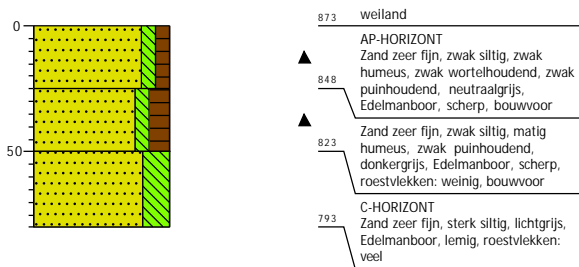 0
50
873 weiland
AP-HORIZONT
Zand zeer fijn, zwak siltig, zwak
humeus, zwak wortelhoudend, zwak
puinhoudend, neutraalgrijs,
848
Edelmanboor, scherp, bouwvoor
Zand zeer fijn, zwak siltig, matig
humeus, zwak puinhoudend,
823
donkergrijs, Edelmanboor, scherp,
roestvlekken: weinig, bouwvoor
C-HORIZONT
793
Zand zeer fijn, sterk siltig, lichtgrijs,
Edelmanboor, lemig, roestvlekken:
veel